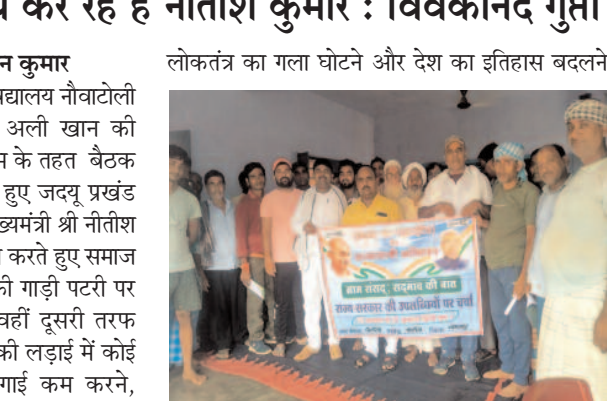 कर रहे हैं नीतीश कुमार : विवेकानंद गुप्ता
न कुमार
द्यालय नौवाटोली
अली खान की
म के तहत बैठक
हुए जदयू प्रखंड
ख्यमंत्री श्री नीतीश
करते हुए समाज
की गाड़ी पटरी पर
वहीं दूसरी तरफ
की लड़ाई में कोई
गाई कम करने,
लोकतंत्र का गला घोटने और देश का इतिहास बदलने
ग्राम संसद : सद्भाव की बात
राज्य सरकार की उपलब्धियों पर चर्चा